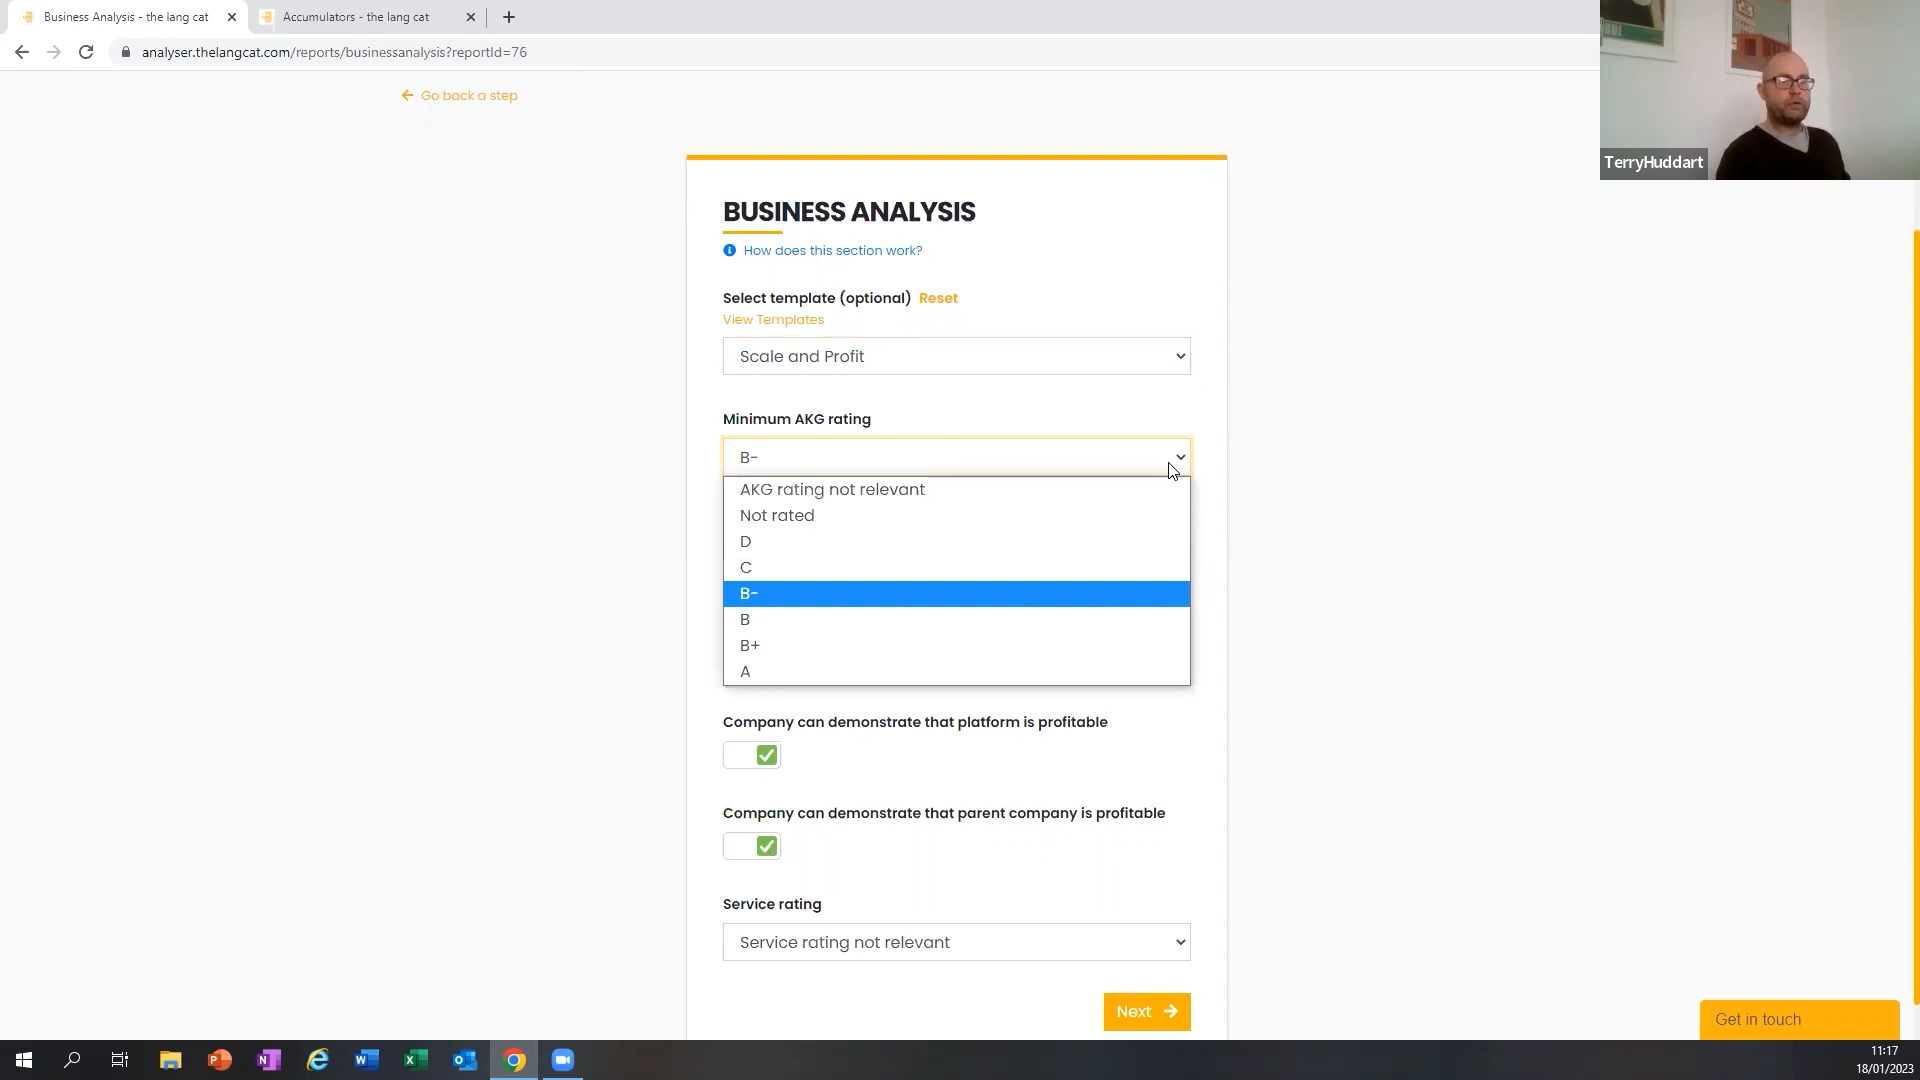 Business Analysis - the lang cat
Accumulators - the lang cat
analyser.thelangcat.com/reports/businessanalysis?reportId=76
Go back a step
TerryHuddart
BUSINESS ANALYSIS
How does this section work?
Select template (optional) Reset
View Templates
Scale and Profit
Minimum AKG rating
B-
AKG rating not relevant
Not rated
D
C
B-
B
B+
A
Company can demonstrate that platform is profitable
Company can demonstrate that parent company is profitable
Service rating
Service rating not relevant
Next
Get in touch
11:17
18/01/2023